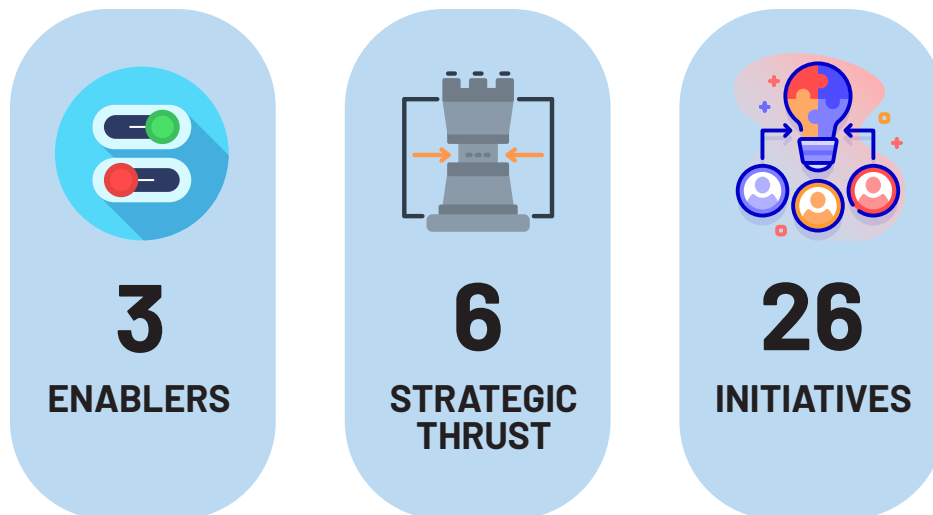 3
ENABLERS
6
STRATEGIC
THRUST
26
INITIATIVES